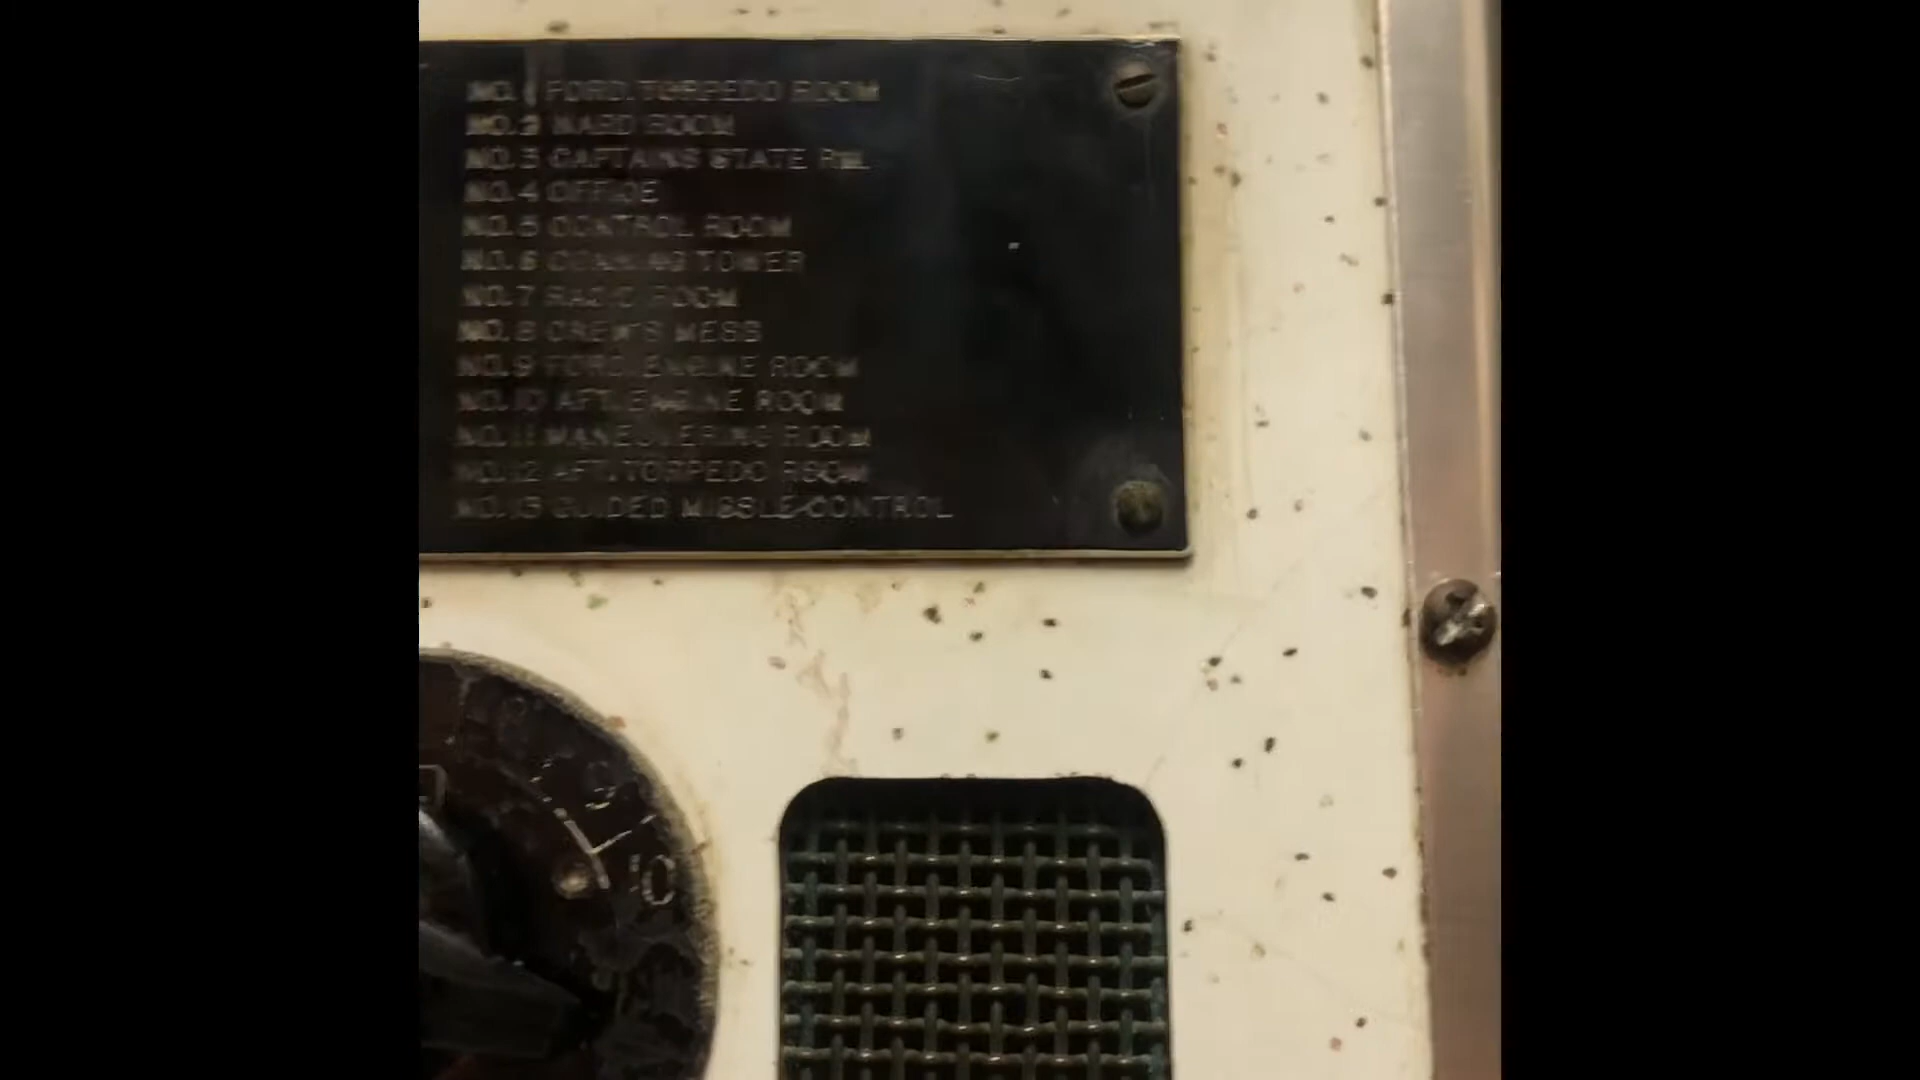 NO.1 FORD.TORPEDO ROOM
NO.2 WARD ROOM
NO.3 CAPTAINS STATE RM.
NO.4 OFFICE
NO.5 CONTROL ROOM
NO.6 CONNING TOWER
NO.7 RADIO ROOM
NO.8 CREW'S MESS
NO.9 FORD. ENGINE ROOM
NO.10 AFT. ENGINE ROOM
NO.11 MANEUVERING ROOM
NO.12 AFT. TORPEDO ROOM
NO.13 GUIDED MISSLE CONTROL
9
10